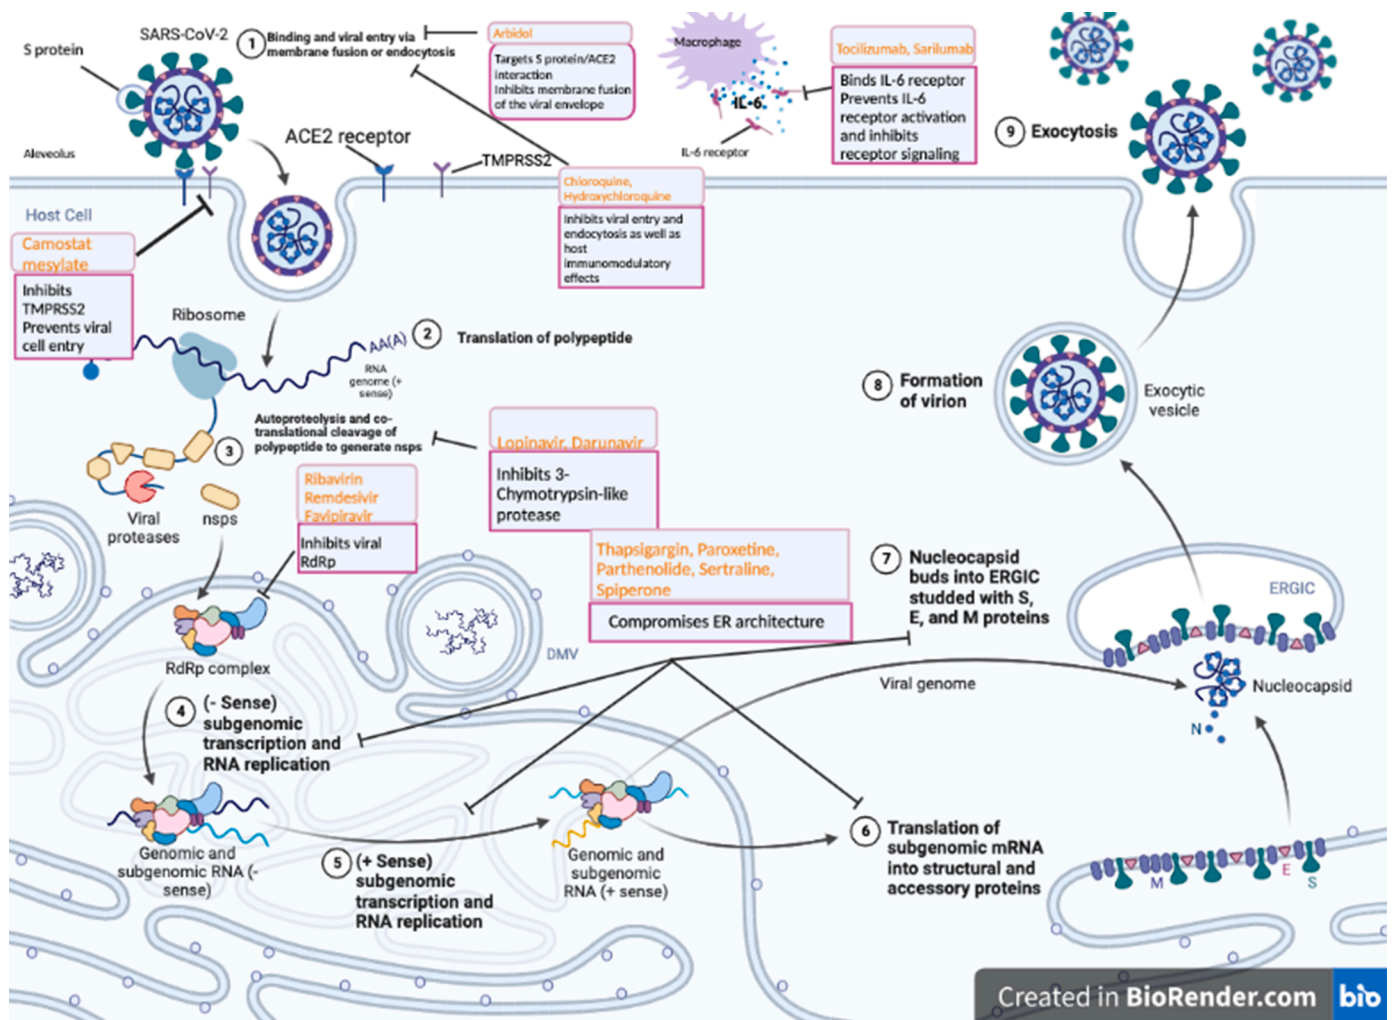 SARS-CoV-2
S protein
1
Binding and viral entry via
membrane fusion or endocytosis
Arbidol
Targets S protein/ACE2
interaction
Inhibits membrane fusion
of the viral envelope
Macrophage
IL-6
IL-6 receptor
Tocilizumab, Sarilumab
Binds IL-6 receptor
Prevents IL-6
receptor activation
and inhibits
receptor signaling
9 Exocytosis
Aleveolus
ACE2 receptor
TMPRSS2
Chloroquine,
Hydroxychloroquine
Inhibits viral entry and
endocytosis as well as
host
immunomodulatory
effects
Host Cell
Camostat
mesylate
Inhibits
TMPRSS2
Prevents viral
cell entry
Ribosome
AA(A)
RNA
genome (+
sense)
2
Translation of polypeptide
3
Autoproteolysis and co-
translational cleavage of
polypeptide to generate nsps
Lopinavir, Darunavir
Inhibits 3-
Chymotrypsin-like
protease
8 Formation
of virion
Exocytic
vesicle
Viral
proteases
nsps
Ribavirin
Remdesivir
Favipiravir
Inhibits viral
RdRp
Thapsigargin, Paroxetine,
Parthenolide, Sertraline,
Spiperone
Compromises ER architecture
7 Nucleocapsid
buds into ERGIC
studded with S,
E, and M proteins
ERGIC
RdRp complex
DMV
Viral genome
Nucleocapsid
N
4 (- Sense)
subgenomic
transcription and
RNA replication
Genomic and
subgenomic RNA (-
sense)
5 (+ Sense)
subgenomic
transcription and
RNA replication
Genomic and
subgenomic
RNA (+ sense)
6 Translation of
subgenomic mRNA
into structural and
accessory proteins
M
E
S
Created in BioRender.com
bio